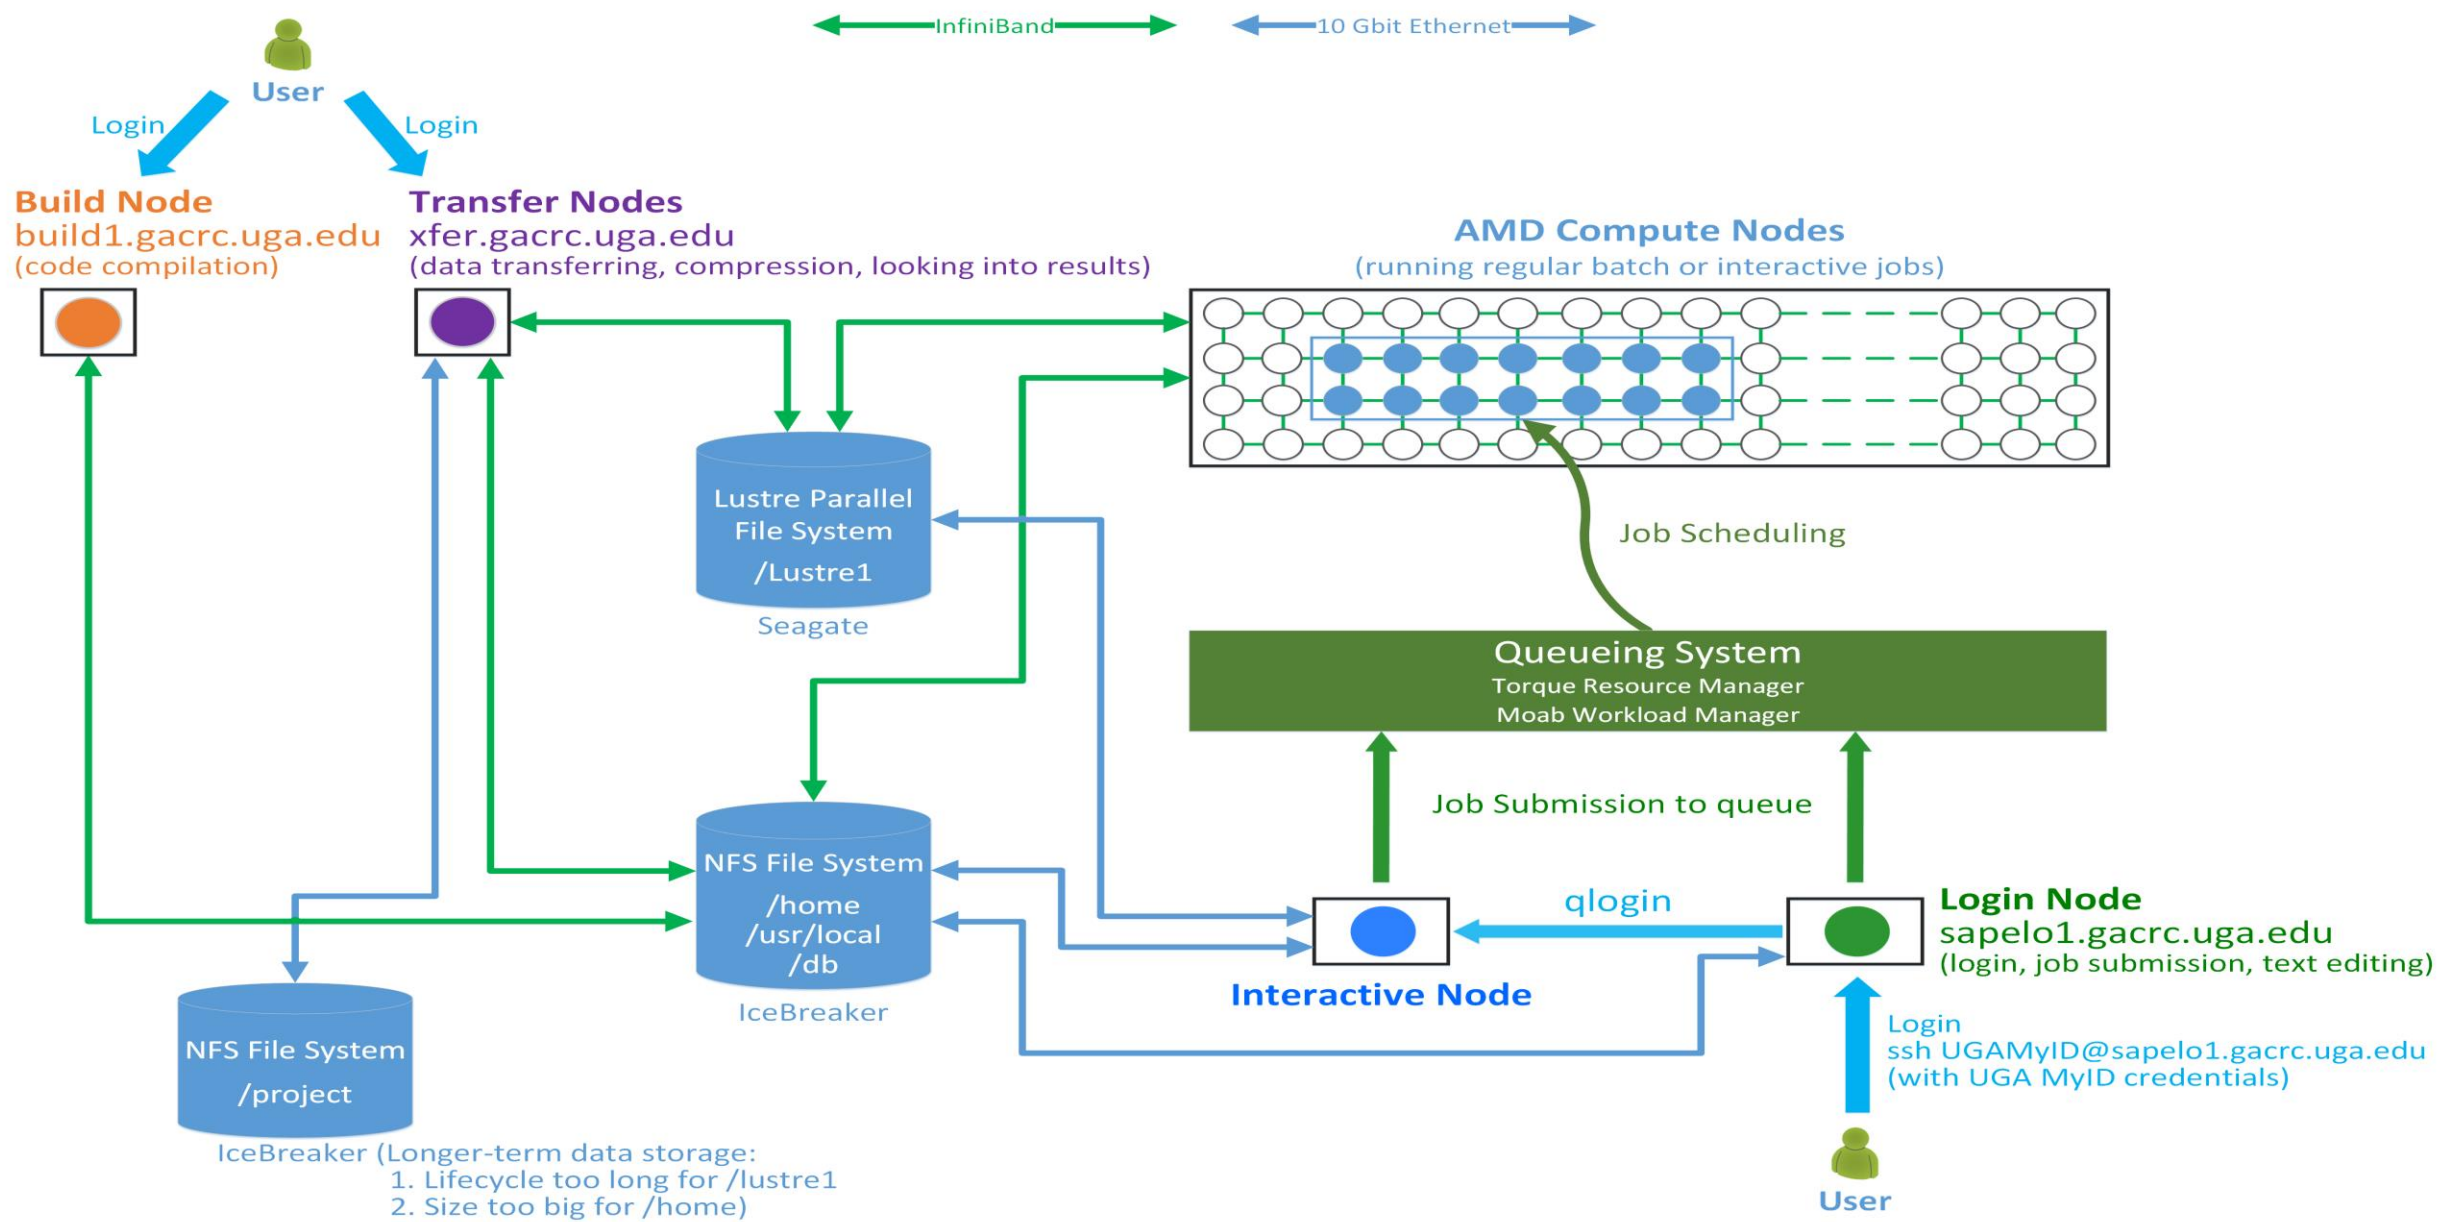 InfiniBand
10 Gbit Ethernet
User
Login
Login
Build Node
build1.gacrc.uga.edu
(code compilation)
Transfer Nodes
xfer.gacrc.uga.edu
(data transferring, compression, looking into results)
AMD Compute Nodes
(running regular batch or interactive jobs)
Lustre Parallel
File System
/Lustre1
Seagate
Job Scheduling
Queueing System
Torque Resource Manager
Moab Workload Manager
Job Submission to queue
NFS File System
/home
/usr/local
/db
IceBreaker
qlogin
Interactive Node
Login Node
sapelo1.gacrc.uga.edu
(login, job submission, text editing)
Login
ssh UGAMyID@sapelo1.gacrc.uga.edu
(with UGA MyID credentials)
User
NFS File System
/project
IceBreaker (Longer-term data storage:
1. Lifecycle too long for /lustre1
2. Size too big for /home)